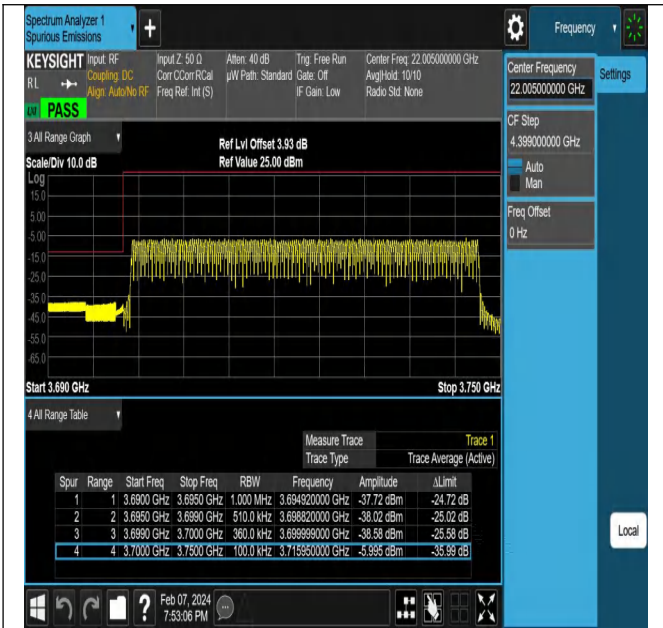 Spectrum Analyzer 1
Spurious Emissions
Frequency
KEYSIGHT Input: RF Input Z: 50 Ω Atten: 40 dB Trig: Free Run Center Freq: 22.005000000 GHz
RL Coupling: DC Corr CCorr RCal µW Path: Standard Gate: Off Avg|Hold: 10/10
Align: Auto/No RF Freq Ref: Int (S) IF Gain: Low Radio Std: None
PASS
Center Frequency
22.005000000 GHz
Settings
CF Step
4.399000000 GHz
Auto
Man
Freq Offset
0 Hz
3 All Range Graph
Ref Lvl Offset 3.93 dB
Scale/Div 10.0 dB Ref Value 25.00 dBm
Log
15.0
5.00
-5.00
-15.0
-25.0
-35.0
-45.0
-55.0
-65.0
Start 3.690 GHz Stop 3.750 GHz
4 All Range Table
Measure Trace Trace 1
Trace Type Trace Average (Active)
Spur Range Start Freq Stop Freq RBW Frequency Amplitude ΔLimit
1 1 3.6900 GHz 3.6950 GHz 1.000 MHz 3.694920000 GHz -37.72 dBm -24.72 dB
2 2 3.6950 GHz 3.6990 GHz 510.0 kHz 3.698820000 GHz -38.02 dBm -25.02 dB
3 3 3.6990 GHz 3.7000 GHz 360.0 kHz 3.699999000 GHz -38.58 dBm -25.58 dB
4 4 3.7000 GHz 3.7500 GHz 100.0 kHz 3.715950000 GHz -5.995 dBm -35.99 dB
Local
Feb 07, 2024
7:53:06 PM